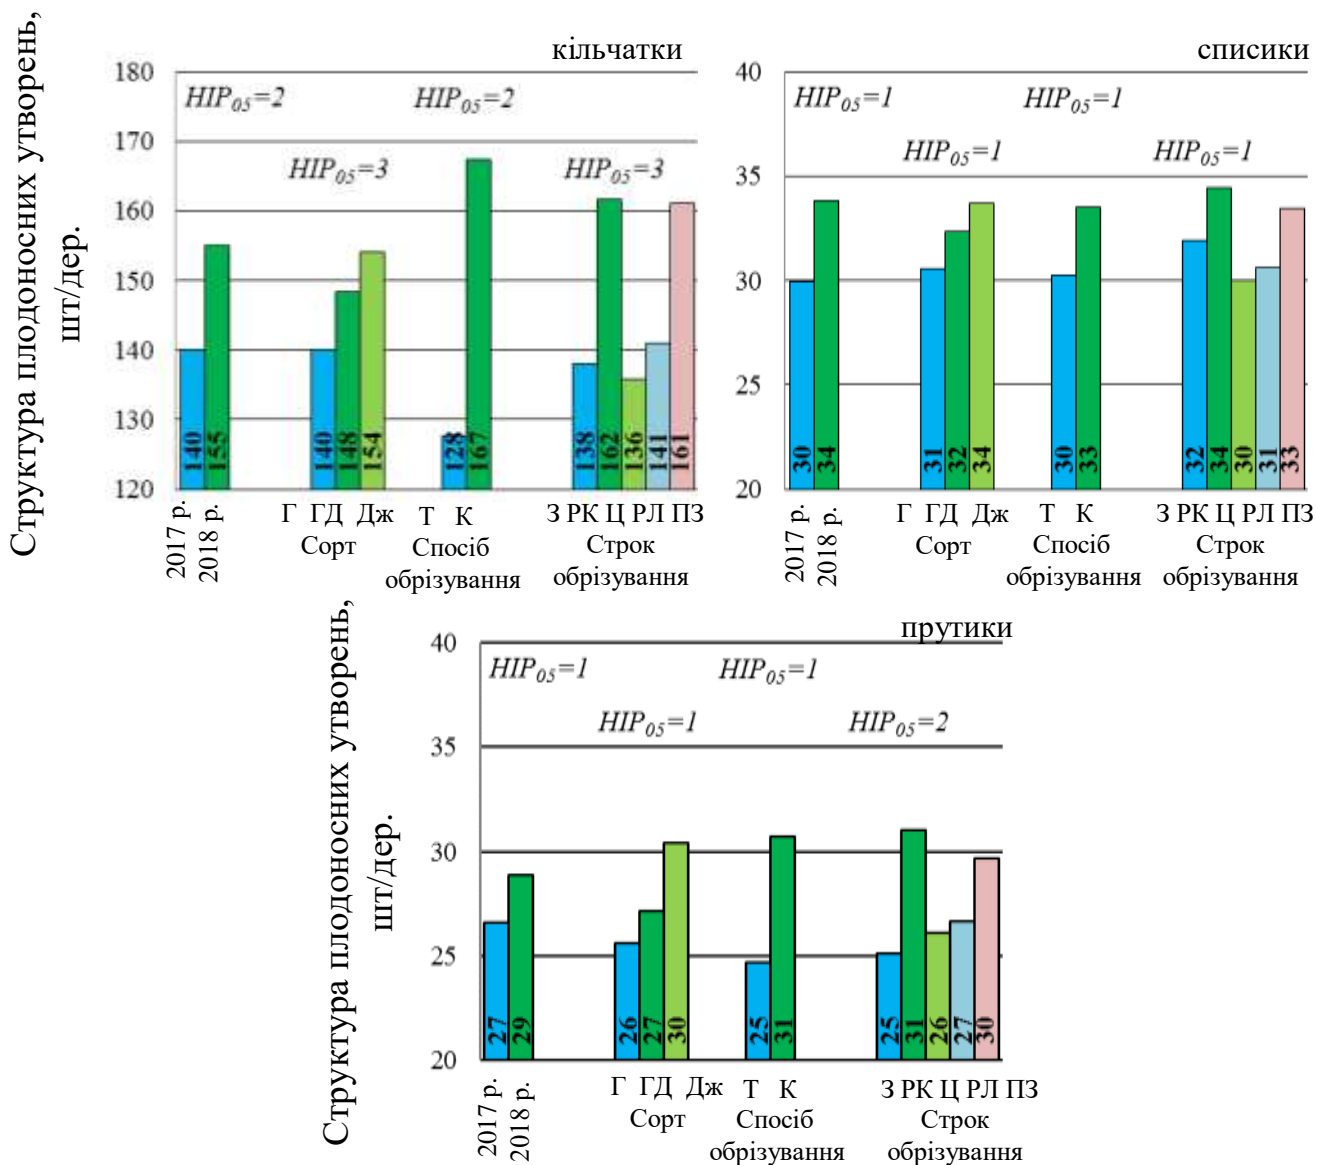 Структура плодоносних утворень,
шт/дер.
кільчатки
180
170
160
150
140
130
120
НІР05=2
НІР05=2
НІР05=3
НІР05=3
140
155
140
148
154
128
167
138
162
136
141
161
2017 р.
2018 р.
Г ГД Дж
Сорт
Т К
Спосіб
обрізування
З РК Ц РЛ ПЗ
Строк
обрізування
списики
40
35
30
25
20
НІР05=1
НІР05=1
НІР05=1
НІР05=1
30
34
31
32
34
30
33
32
34
30
31
33
2017 р.
2018 р.
Г ГД Дж
Сорт
Т К
Спосіб
обрізування
З РК Ц РЛ ПЗ
Строк
обрізування
Структура плодоносних утворень,
шт/дер.
прутики
40
35
30
25
20
НІР05=1
НІР05=1
НІР05=1
НІР05=2
27
29
26
27
30
25
31
25
31
26
27
30
2017 р.
2018 р.
Г ГД Дж
Сорт
Т К
Спосіб
обрізування
З РК Ц РЛ ПЗ
Строк
обрізування